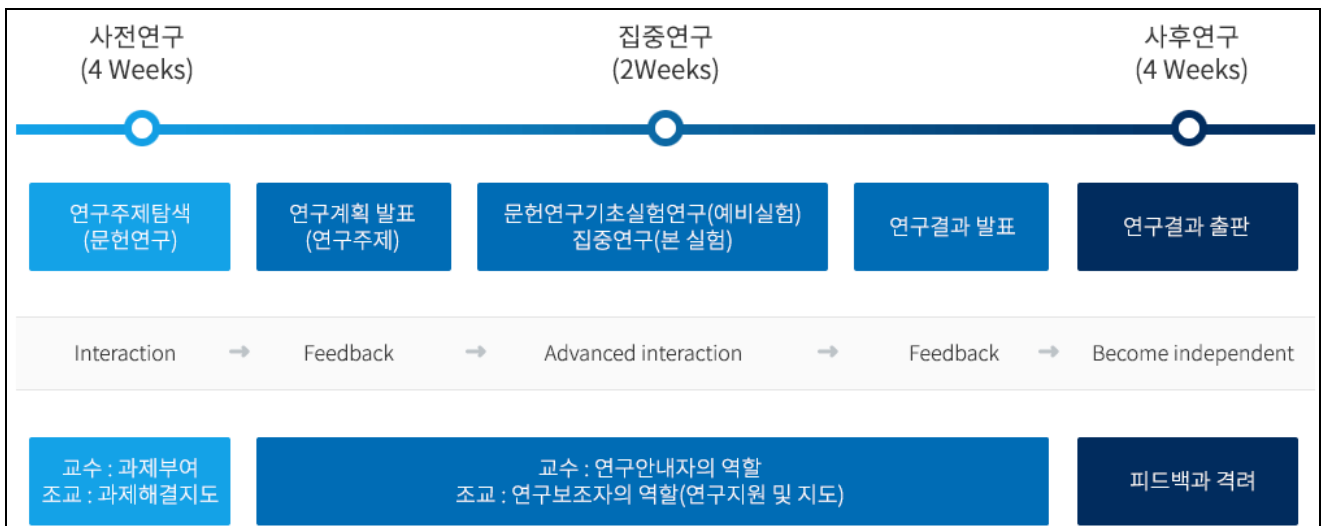 사전연구
(4 Weeks)
집중연구
(2Weeks)
사후연구
(4 Weeks)
연구주제탐색
(문헌연구)
연구계획 발표
(연구주제)
문헌연구기초실험연구(예비실험)
집중연구(본 실험)
연구결과 발표
연구결과 출판
Interaction → Feedback → Advanced interaction → Feedback → Become independent
교수 : 과제부여
조교 : 과제해결지도
교수 : 연구안내자의 역할
조교 : 연구보조자의 역할(연구지원 및 지도)
피드백과 격려